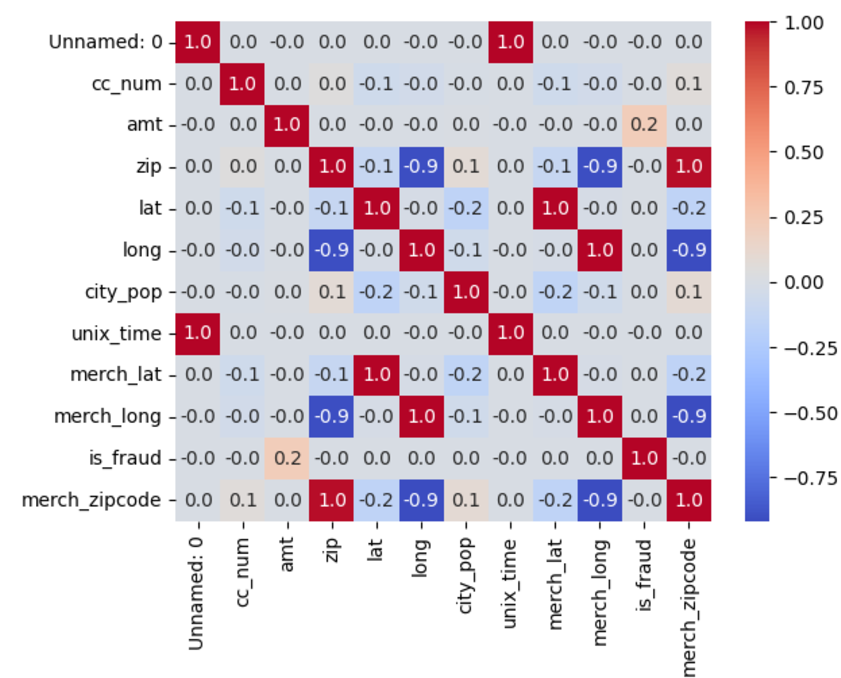 Unnamed: 0 1.0 0.0 -0.0 0.0 0.0 -0.0 -0.0 1.0 0.0 -0.0 -0.0 0.0
cc_num 0.0 1.0 0.0 0.0 -0.1 -0.0 -0.0 0.0 -0.1 -0.0 -0.0 0.1
amt -0.0 0.0 1.0 0.0 -0.0 -0.0 0.0 -0.0 -0.0 -0.0 0.2 0.0
zip 0.0 0.0 0.0 1.0 -0.1 -0.9 0.1 0.0 -0.1 -0.9 -0.0 1.0
lat 0.0 -0.1 -0.0 -0.1 1.0 -0.0 -0.2 0.0 1.0 -0.0 0.0 -0.2
long -0.0 -0.0 -0.0 -0.9 -0.0 1.0 -0.1 -0.0 -0.0 1.0 0.0 -0.9
city_pop -0.0 -0.0 0.0 0.1 -0.2 -0.1 1.0 -0.0 -0.2 -0.1 0.0 0.1
unix_time 1.0 0.0 -0.0 0.0 0.0 -0.0 -0.0 1.0 0.0 -0.0 -0.0 0.0
merch_lat 0.0 -0.1 -0.0 -0.1 1.0 -0.0 -0.2 0.0 1.0 -0.0 0.0 -0.2
merch_long -0.0 -0.0 -0.0 -0.9 -0.0 1.0 -0.1 -0.0 -0.0 1.0 0.0 -0.9
is_fraud -0.0 -0.0 0.2 -0.0 0.0 0.0 0.0 -0.0 0.0 0.0 1.0 -0.0
merch_zipcode 0.0 0.1 0.0 1.0 -0.2 -0.9 0.1 0.0 -0.2 -0.9 -0.0 1.0
Unnamed: 0
cc_num
amt
zip
lat
long
city_pop
unix_time
merch_lat
merch_long
is_fraud
merch_zipcode
1.00
0.75
0.50
0.25
0.00
−0.25
−0.50
−0.75